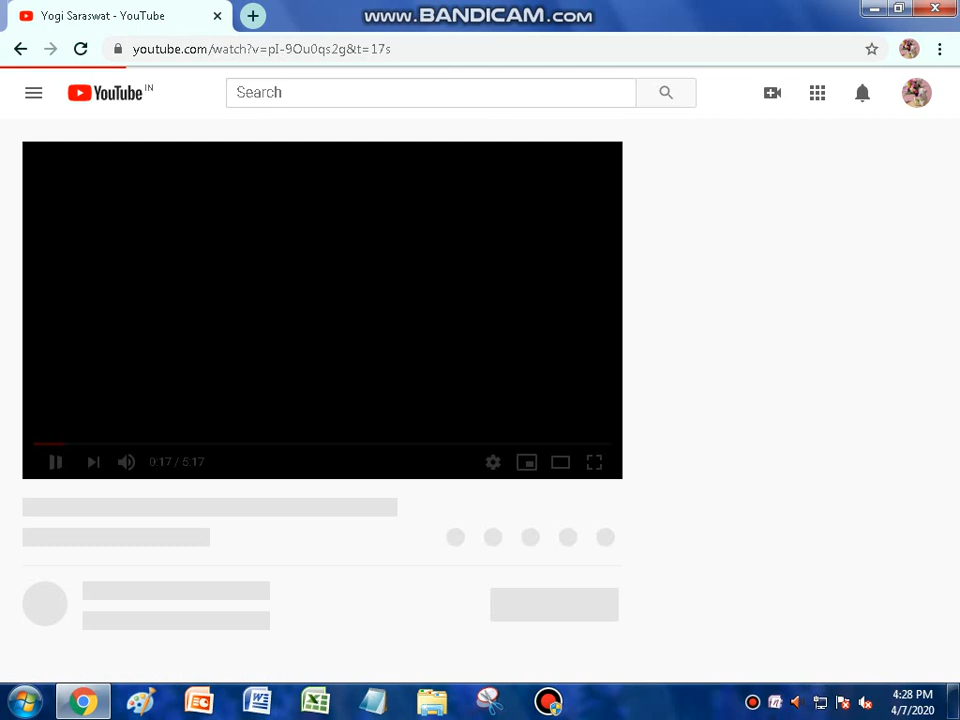 Yogi Saraswat - YouTube
www.BANDICAM.com
youtube.com/watch?v=pI-9Ou0qs2g&t=17s
YouTube IN
Search
0:17 / 5:17
4:28 PM
4/7/2020